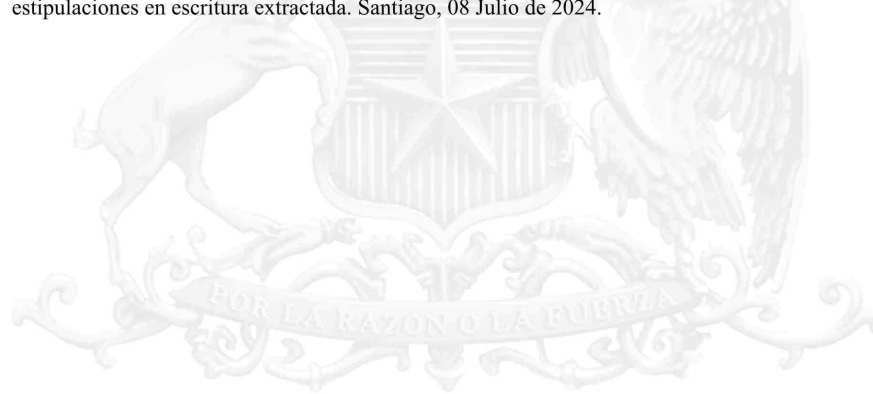 estipulaciones en escritura extractada. Santiago, 08 Julio de 2024.
POR LA RAZON O LA FUERZA